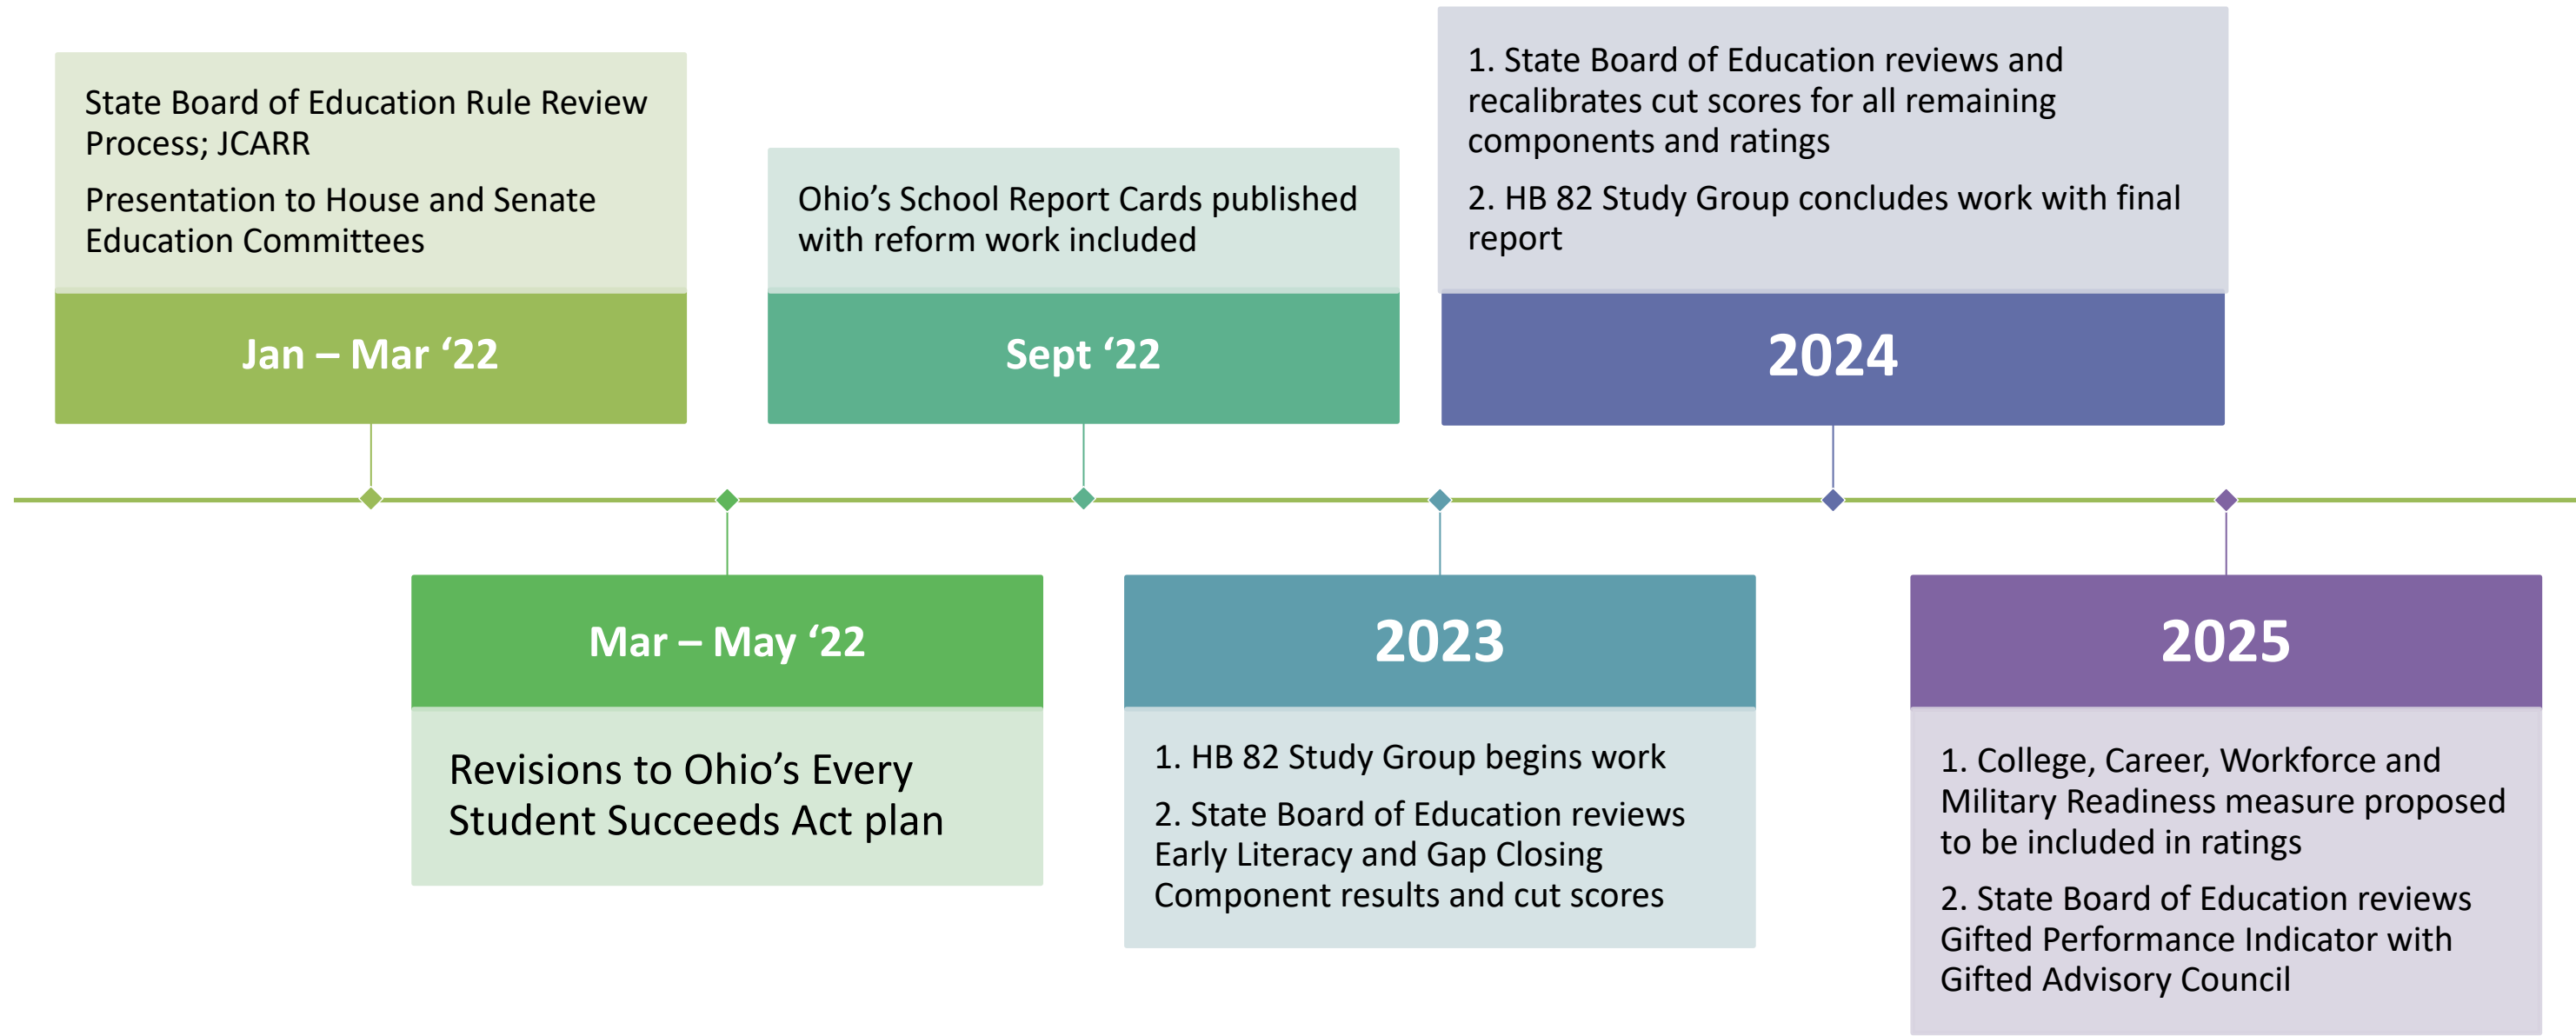 State Board of Education Rule Review
Process; JCARR
Presentation to House and Senate
Education Committees
Jan – Mar ‘22
Mar – May ‘22
Revisions to Ohio’s Every
Student Succeeds Act plan
Ohio’s School Report Cards published
with reform work included
Sept ‘22
2023
1. HB 82 Study Group begins work
2. State Board of Education reviews
Early Literacy and Gap Closing
Component results and cut scores
1. State Board of Education reviews and
recalibrates cut scores for all remaining
components and ratings
2. HB 82 Study Group concludes work with final
report
2024
2025
1. College, Career, Workforce and
Military Readiness measure proposed
to be included in ratings
2. State Board of Education reviews
Gifted Performance Indicator with
Gifted Advisory Council